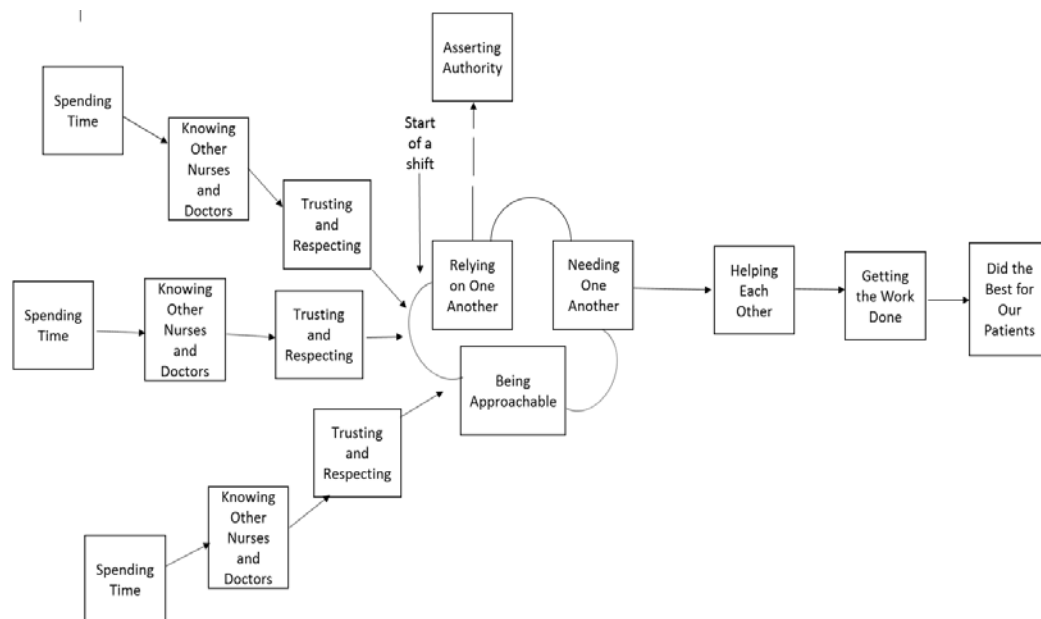 Asserting
Authority
Spending
Time
Knowing
Other
Nurses
and
Doctors
Start
of a
shift
Trusting
and
Respecting
Relying
on One
Another
Needing
One
Another
Helping
Each
Other
Getting
the Work
Done
Did the
Best for
Our
Patients
Spending
Time
Knowing
Other
Nurses
and
Doctors
Trusting
and
Respecting
Being
Approachable
Trusting
and
Respecting
Knowing
Other
Nurses
and
Doctors
Spending
Time